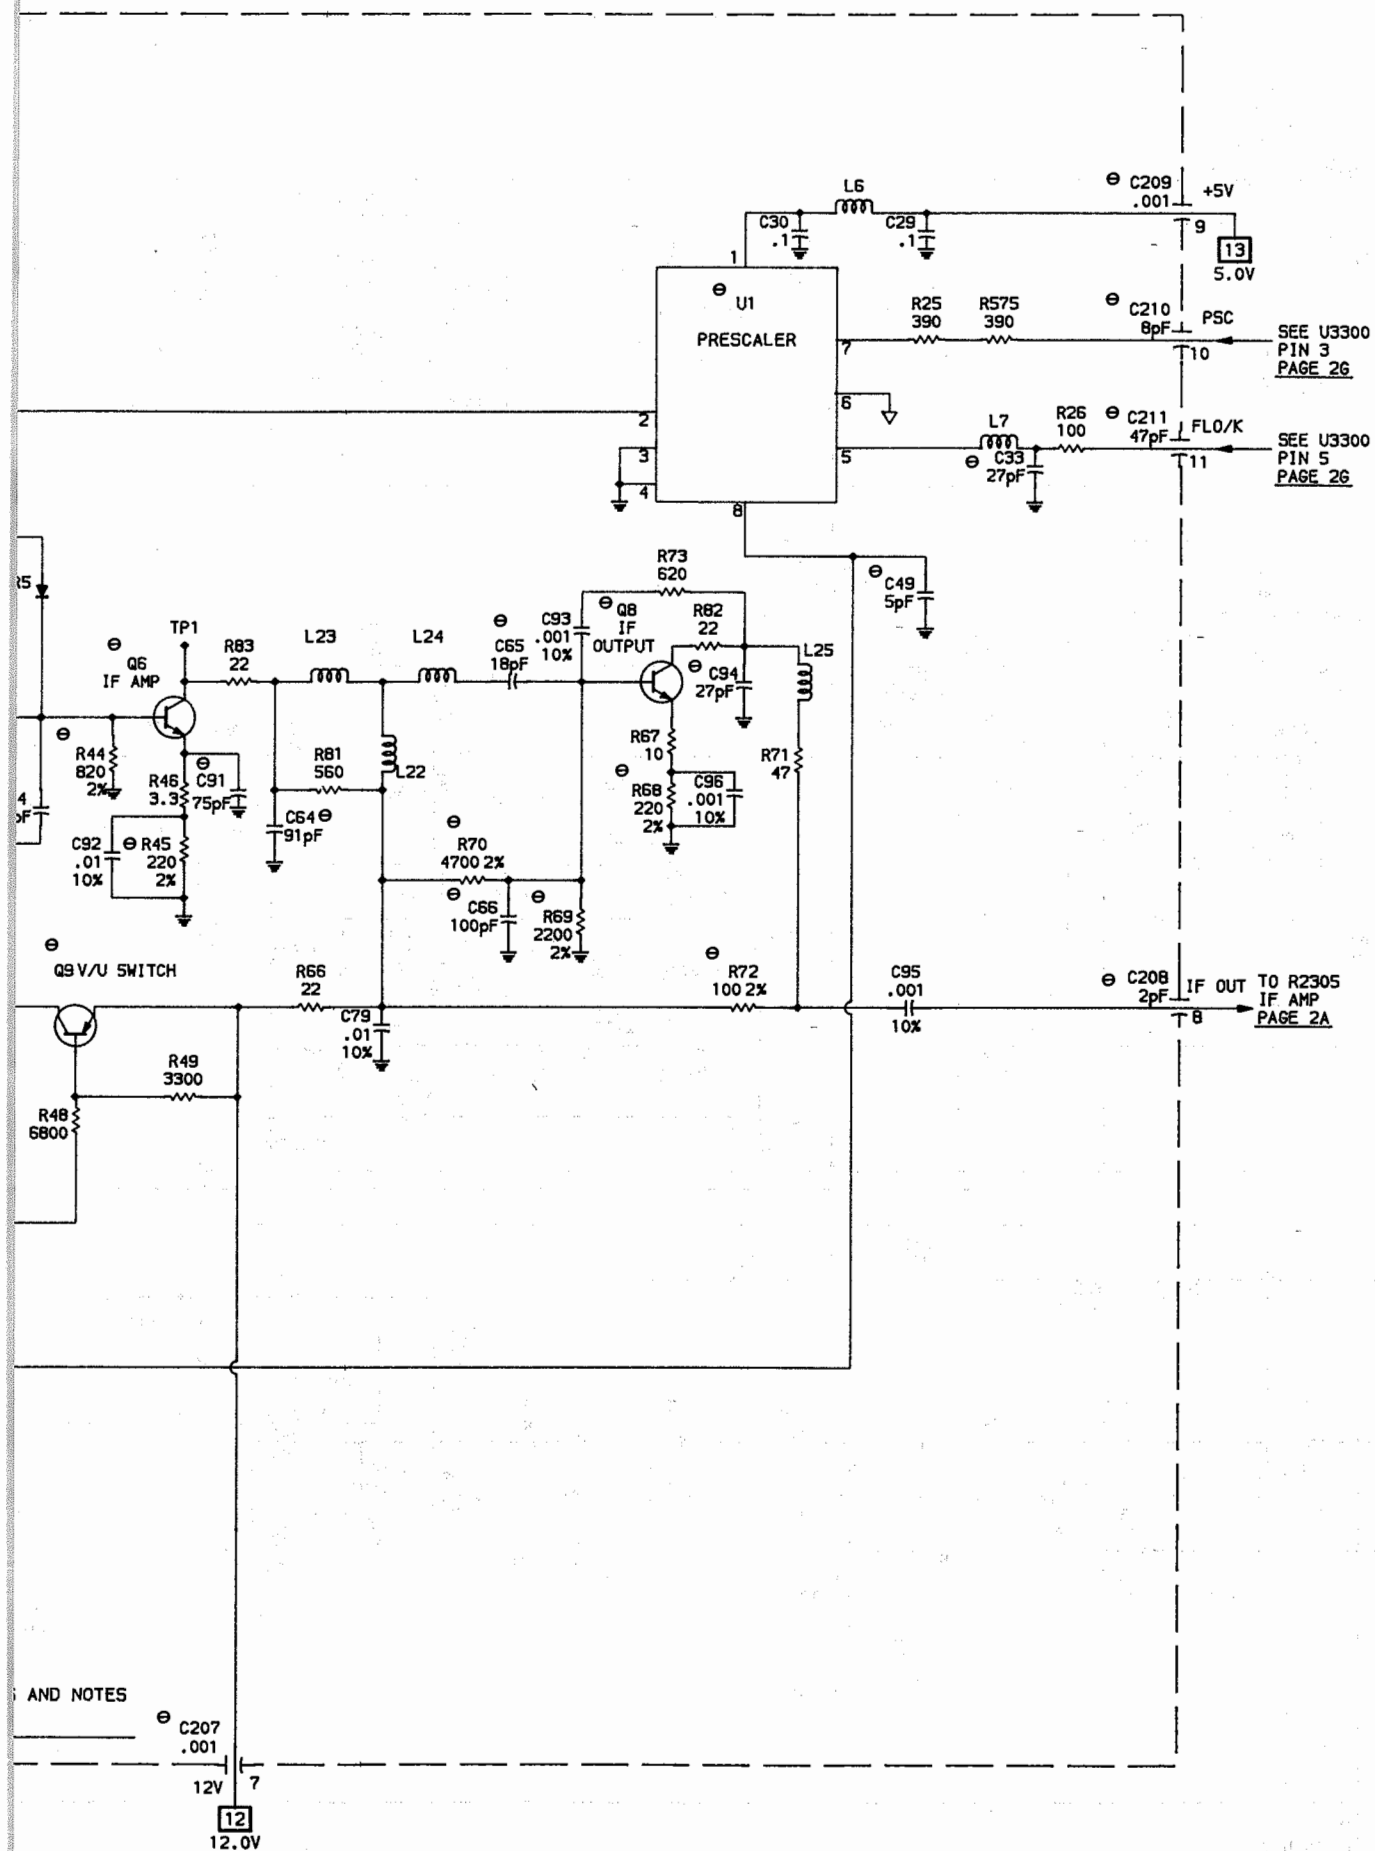 C209
.001
+5V
9
13
5.0V
L6
C30
.1
C29
.1
1
U1
PRESCALER
R25
390
R575
390
C210
8pF
PSC
10
SEE U3300
PIN 3
PAGE 2G
7
6
2
3
4
5
8
L7
R26
100
C33
27pF
C211
47pF
FLO/K
11
SEE U3300
PIN 5
PAGE 2G
R73
620
C49
5pF
R5
TP1
Q6
IF AMP
R83
22
L23
L24
C65
18pF
C93
.001
10%
Q8
IF
OUTPUT
R82
22
C94
27pF
L25
R44
820
2%
R46
3.3
C91
75pF
R81
560
L22
R67
10
R71
47
4
pF
C92
.01
10%
R45
220
2%
C64
91pF
R68
220
2%
C96
.001
10%
R70
4700 2%
C66
100pF
R69
2200
2%
Q9 V/U SWITCH
R66
22
C79
.01
10%
R72
100 2%
C95
.001
10%
C208
2pF
IF OUT
8
TO R2305
IF AMP
PAGE 2A
R49
3300
R48
6800
AND NOTES
C207
.001
12V
7
12
12.0V